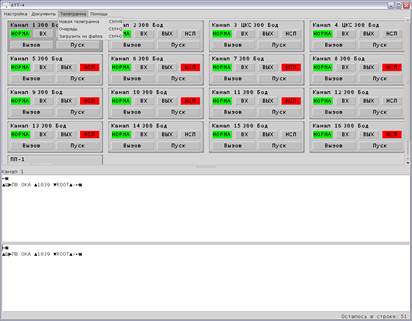 АТГ-4
Настройка Документы Телеграмма Помощь
Новая телеграмма Ctrl+N
Очередь Ctrl+Q
Загрузить из файла Ctrl+O
Канал 1 300 Бод
НОРМА ВХ
Вызов Пуск
2 300 Бод
ВХ ВЫХ НСП
Вызов Пуск
Канал 3 ЦКС 300 Бод
НОРМА ВХ ВЫХ НСП
Вызов Пуск
Канал 4 ЦКС 300 Бод
НОРМА ВХ ВЫХ НСП
Вызов Пуск
Канал 5 300 Бод
НОРМА ВХ ВЫХ НСП
Вызов Пуск
Канал 6 300 Бод
НОРМА ВХ ВЫХ НСП
Вызов Пуск
Канал 7 300 Бод
НОРМА ВХ ВЫХ НСП
Вызов Пуск
Канал 8 300 Бод
НОРМА ВХ ВЫХ НСП
Вызов Пуск
Канал 9 300 Бод
НОРМА ВХ ВЫХ НСП
Вызов Пуск
Канал 10 300 Бод
НОРМА ВХ ВЫХ НСП
Вызов Пуск
Канал 11 300 Бод
НОРМА ВХ ВЫХ НСП
Вызов Пуск
Канал 12 300 Бод
НОРМА ВХ ВЫХ НСП
Вызов Пуск
Канал 13 300 Бод
НОРМА ВХ ВЫХ НСП
Вызов Пуск
Канал 14 300 Бод
НОРМА ВХ ВЫХ НСП
Вызов Пуск
Канал 15 300 Бод
НОРМА ВХ ВЫХ НСП
Вызов Пуск
Канал 16 300 Бод
НОРМА ВХ ВЫХ НСП
Вызов Пуск
ПП-1
Канал 1
ПВ ОКА ▲1039 ▼ROOT▲
ПВ ОКА ▲1039 ▼ROOT▲
Осталось в строке: 51